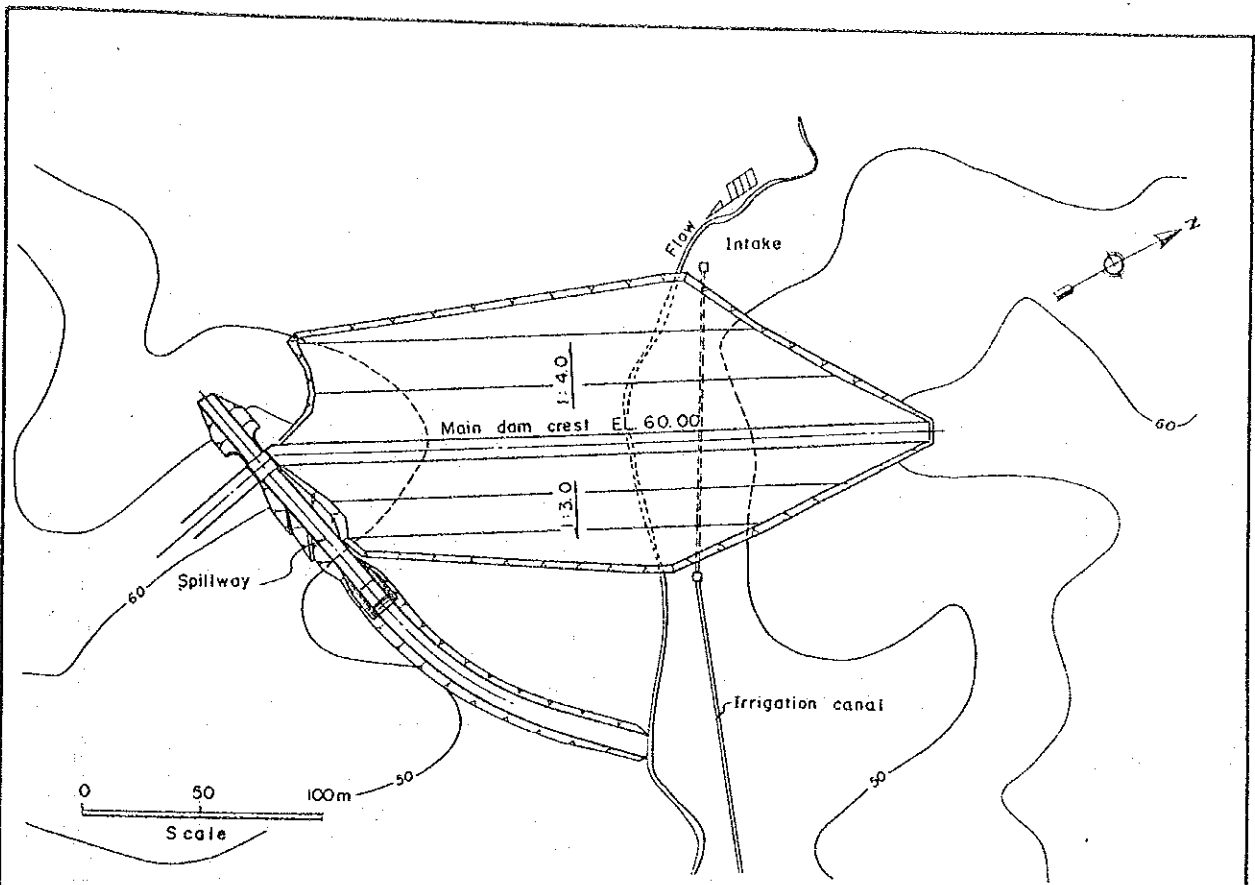 Flow
Intake
N
1:4.0
Main dam crest EL. 60.00
60
1:3.0
Spillway
60
Irrigation canal
50
50
0 50 100m
Scale